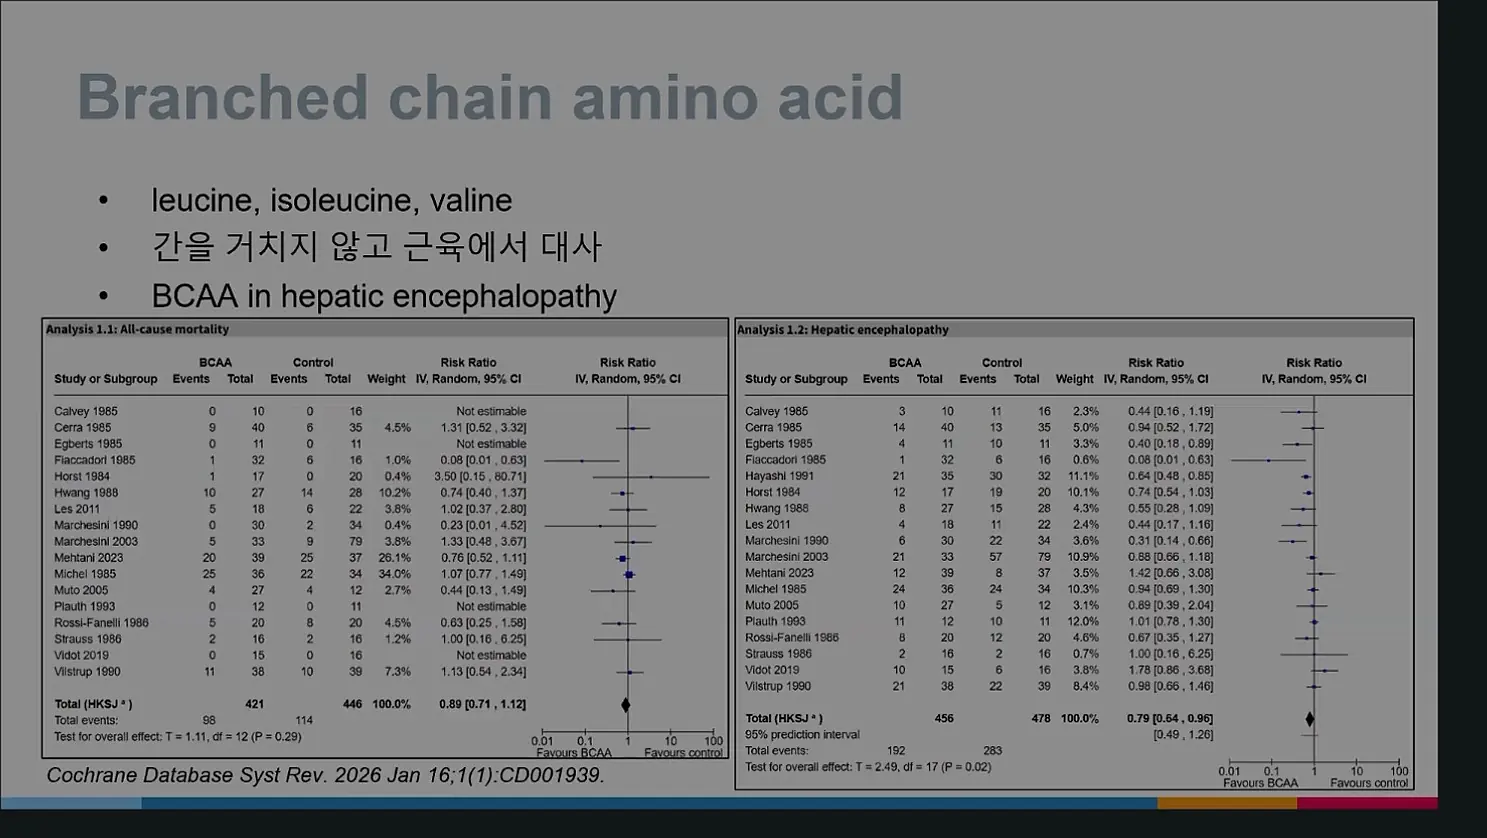 Branched chain amino acid
• leucine, isoleucine, valine
• 간을 거치지 않고 근육에서 대사
• BCAA in hepatic encephalopathy
Analysis 1.1: All-cause mortality
BCAA Control Risk Ratio Risk Ratio
Study or Subgroup Events Total Events Total Weight IV, Random, 95% CI IV, Random, 95% CI
Calvey 1985 0 10 0 16 Not estimable
Cerra 1985 9 40 6 35 4.5% 1.31 [0.52 , 3.32]
Egberts 1985 0 11 0 11 Not estimable
Fiaccadori 1985 1 32 6 16 1.0% 0.08 [0.01 , 0.63]
Horst 1984 1 17 0 20 0.4% 3.50 [0.15 , 80.71]
Hwang 1988 10 27 14 28 10.2% 0.74 [0.40 , 1.37]
Les 2011 5 18 6 22 3.8% 1.02 [0.37 , 2.80]
Marchesini 1990 0 30 2 34 0.4% 0.23 [0.01 , 4.52]
Marchesini 2003 5 33 9 79 3.8% 1.33 [0.48 , 3.67]
Mehtani 2023 20 39 25 37 26.1% 0.76 [0.52 , 1.11]
Michel 1985 25 36 22 34 34.0% 1.07 [0.77 , 1.49]
Muto 2005 4 27 4 12 2.7% 0.44 [0.13 , 1.49]
Plauth 1993 0 12 0 11 Not estimable
Rossi-Fanelli 1986 5 20 8 20 4.5% 0.63 [0.25 , 1.58]
Strauss 1986 2 16 2 16 1.2% 1.00 [0.16 , 6.25]
Vidot 2019 0 15 0 16 Not estimable
Vilstrup 1990 11 38 10 39 7.3% 1.13 [0.54 , 2.34]
Total (HKSJ ᵃ ) 421 446 100.0% 0.89 [0.71 , 1.12]
Total events: 98 114
Test for overall effect: T = 1.11, df = 12 (P = 0.29)
0.01 0.1 1 10 100
Favours BCAA Favours control
Analysis 1.2: Hepatic encephalopathy
BCAA Control Risk Ratio Risk Ratio
Study or Subgroup Events Total Events Total Weight IV, Random, 95% CI IV, Random, 95% CI
Calvey 1985 3 10 11 16 2.3% 0.44 [0.16 , 1.19]
Cerra 1985 14 40 13 35 5.0% 0.94 [0.52 , 1.72]
Egberts 1985 4 11 10 11 3.4% 0.40 [0.18 , 0.89]
Fiaccadori 1985 1 32 6 16 0.6% 0.08 [0.01 , 0.63]
Hayashi 1991 21 35 30 32 11.1% 0.64 [0.48 , 0.85]
Horst 1984 12 17 19 20 10.1% 0.74 [0.54 , 1.03]
Hwang 1988 8 27 15 28 4.1% 0.55 [0.28 , 1.09]
Les 2011 4 18 11 22 2.4% 0.44 [0.17 , 1.16]
Marchesini 1990 6 30 22 34 3.9% 0.31 [0.14 , 0.66]
Marchesini 2003 21 33 57 79 10.9% 0.88 [0.66 , 1.18]
Mehtani 2023 12 39 8 37 3.5% 1.42 [0.66 , 3.08]
Michel 1985 24 36 24 34 10.3% 0.94 [0.69 , 1.30]
Muto 2005 10 27 5 12 3.1% 0.89 [0.39 , 2.04]
Plauth 1993 11 12 10 11 12.0% 1.01 [0.78 , 1.30]
Rossi-Fanelli 1986 8 20 12 20 4.6% 0.67 [0.35 , 1.27]
Strauss 1986 2 16 2 16 0.7% 1.00 [0.16 , 6.25]
Vidot 2019 10 15 6 16 3.8% 1.78 [0.86 , 3.68]
Vilstrup 1990 21 38 22 39 8.4% 0.98 [0.66 , 1.46]
Total (HKSJ ᵃ ) 456 478 100.0% 0.79 [0.64 , 0.96]
95% prediction interval [0.49 , 1.26]
Total events: 192 283
Test for overall effect: T = 2.49, df = 17 (P = 0.02)
0.01 0.1 1 10 100
Favours BCAA Favours control
Cochrane Database Syst Rev. 2026 Jan 16;1(1):CD001939.